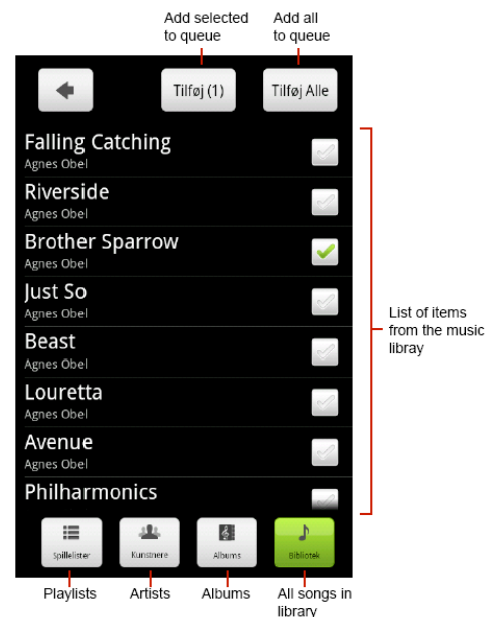 Add selected
to queue
Add all
to queue
Tilføj (1)
Tilføj Alle
Falling Catching
Agnes Obel
Riverside
Agnes Obel
Brother Sparrow
Agnes Obel
Just So
Agnes Obel
Beast
Agnes Obel
Louretta
Agnes Obel
Avenue
Agnes Obel
Philharmonics
List of items
from the music
libray
Spillelister
Kunstnere
Albums
Bibliotek
Playlists
Artists
Albums
All songs in
library